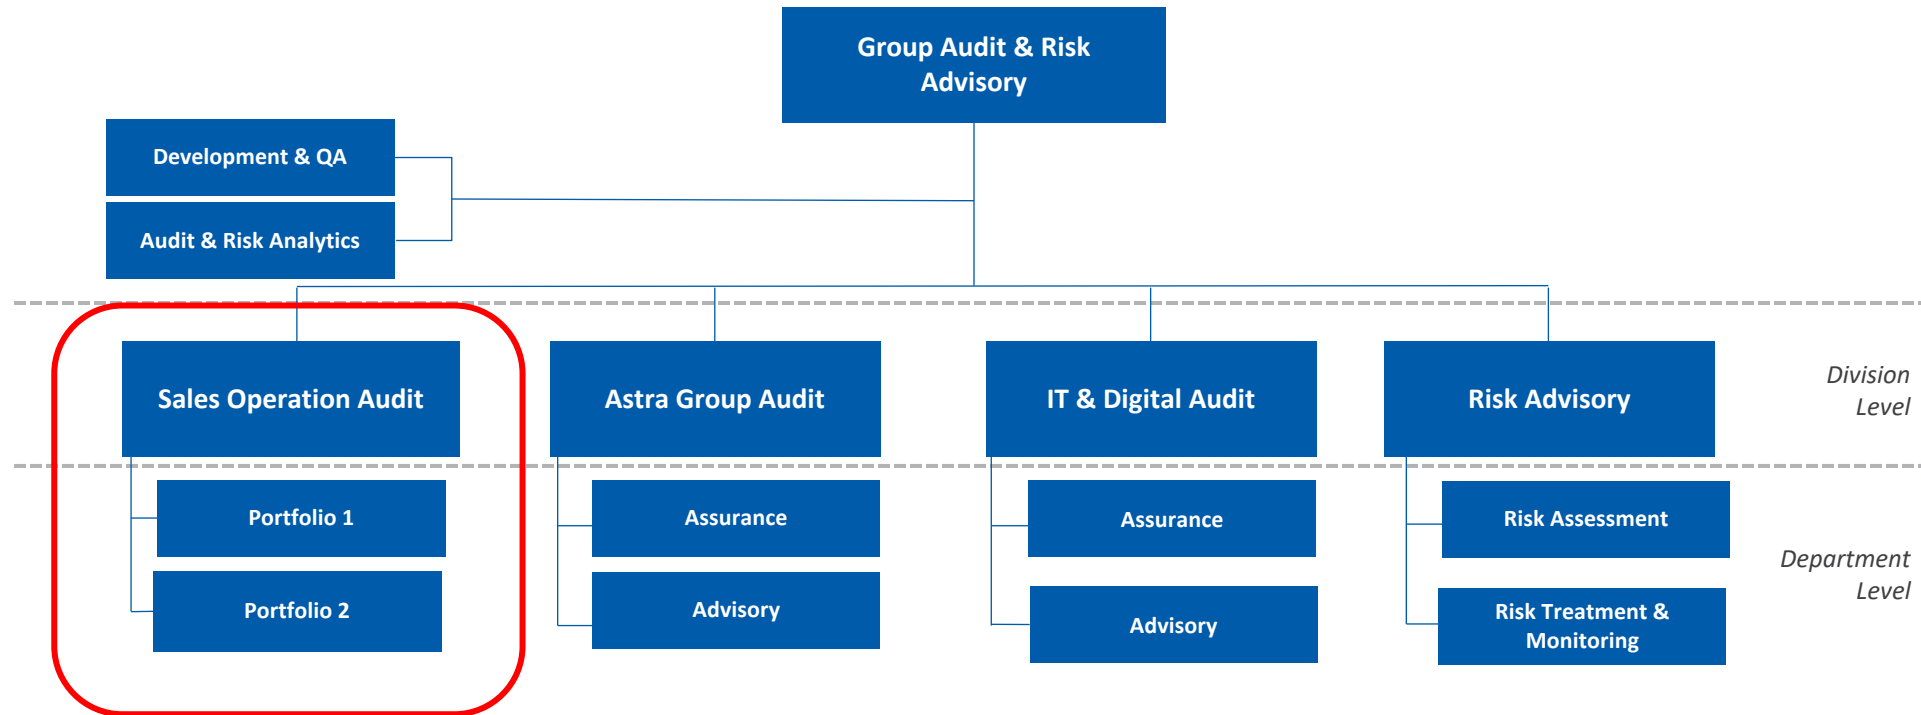 Group Audit & Risk
Advisory
Development & QA
Audit & Risk Analytics
Sales Operation Audit
Astra Group Audit
IT & Digital Audit
Risk Advisory
Division
Level
Portfolio 1
Assurance
Assurance
Risk Assessment
Department
Level
Portfolio 2
Advisory
Advisory
Risk Treatment &
Monitoring